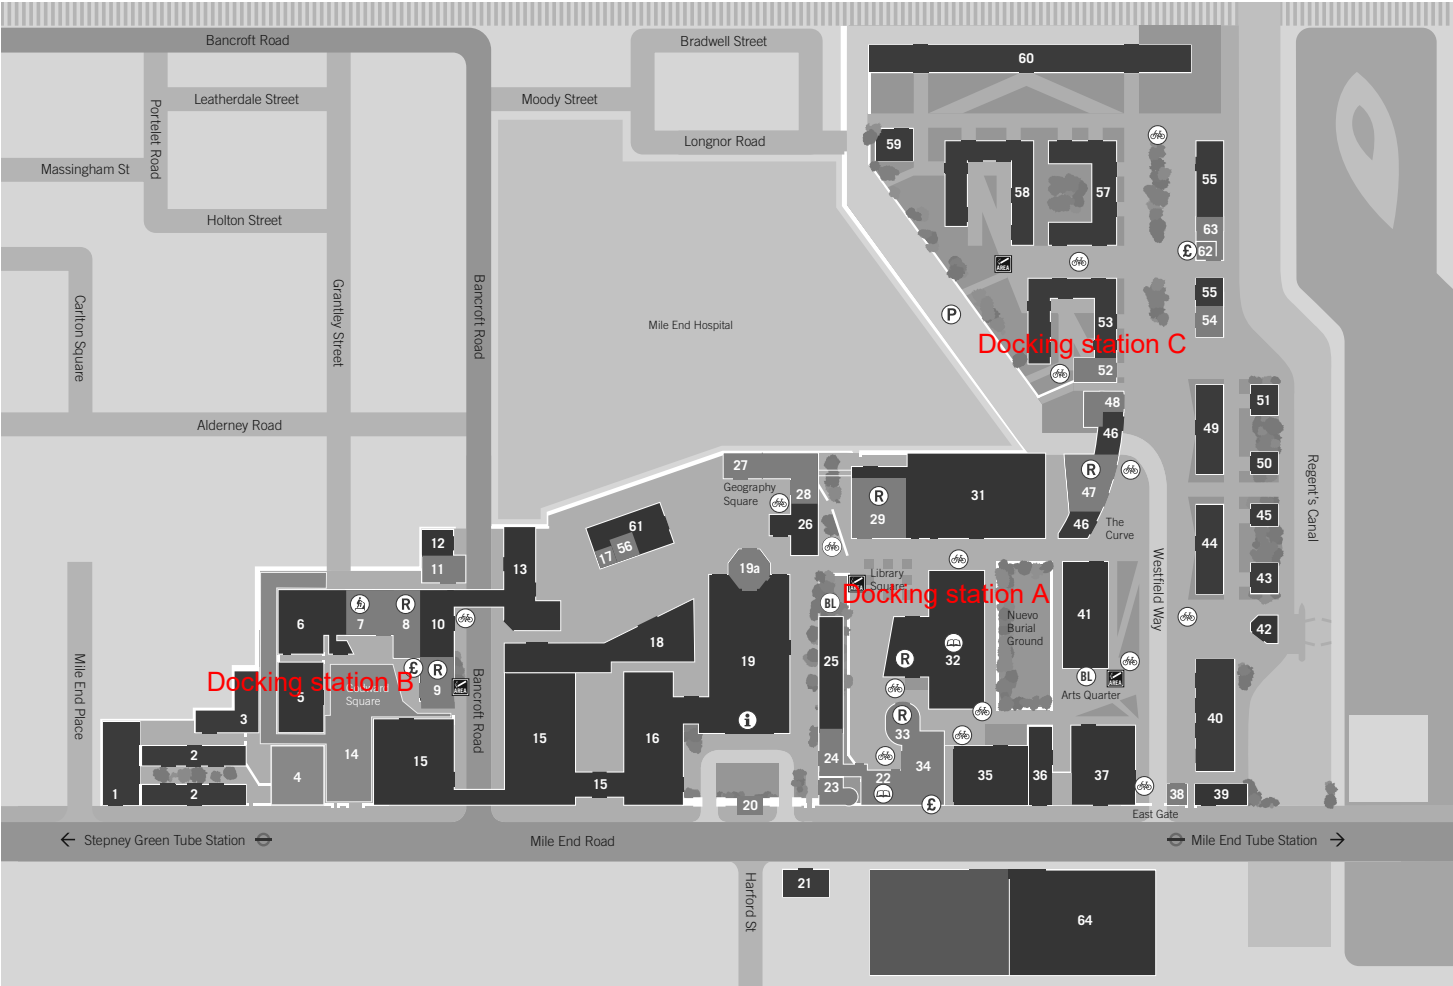 Bancroft Road
Bradwell Street
60
Leatherdale Street
Moody Street
Portelet Road
Longnor Road
59
Massingham St
55
58
57
Holton Street
63
£
62
AREA
Carlton Square
Grantley Street
Bancroft Road
55
P
Mile End Hospital
53
54
Docking station C
52
51
48
49
Alderney Road
46
50
27
R
Regent's Canal
Geography
Square
28
R
31
47
29
45
61
26
46
The
Curve
44
12
56
17
11
13
19a
Library
Square
AREA
43
Docking station A
Westfield Way
BL
R
6
7
8
10
Nuevo
Burial
Ground
41
42
18
32
19
25
R
£
R
Mile End Place
Docking station B
9
AREA
BL
AREA
Square
5
Bancroft Road
Arts Quarter
3
R
40
i
33
15
16
2
14
15
24
34
35
36
37
4
22
15
23
1
2
38
39
20
£
East Gate
← Stepney Green Tube Station
Mile End Road
Mile End Tube Station →
21
Harford St
64